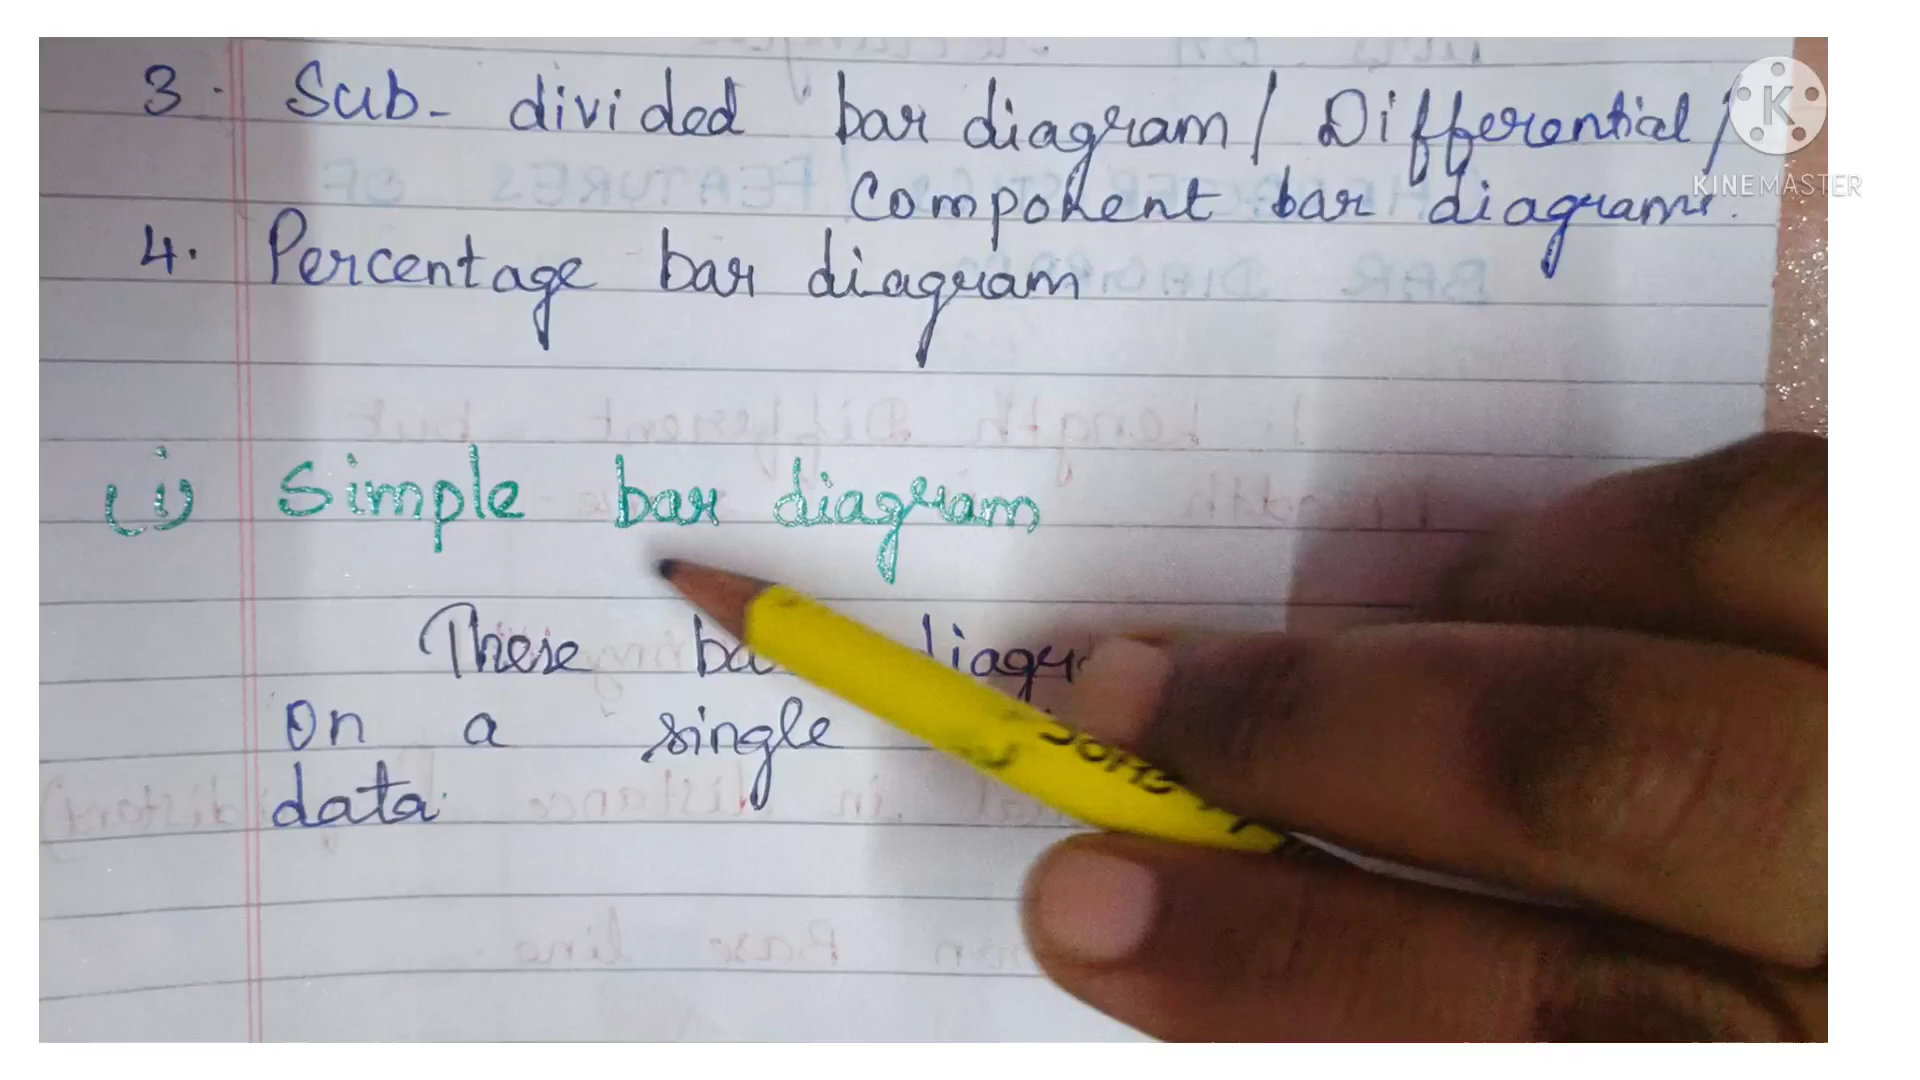 3. Sub-divided bar diagram / Differential /
Component bar diagram.
4. Percentage bar diagram
(i) Simple bar diagram
These
on a single
data.
KINEMASTER